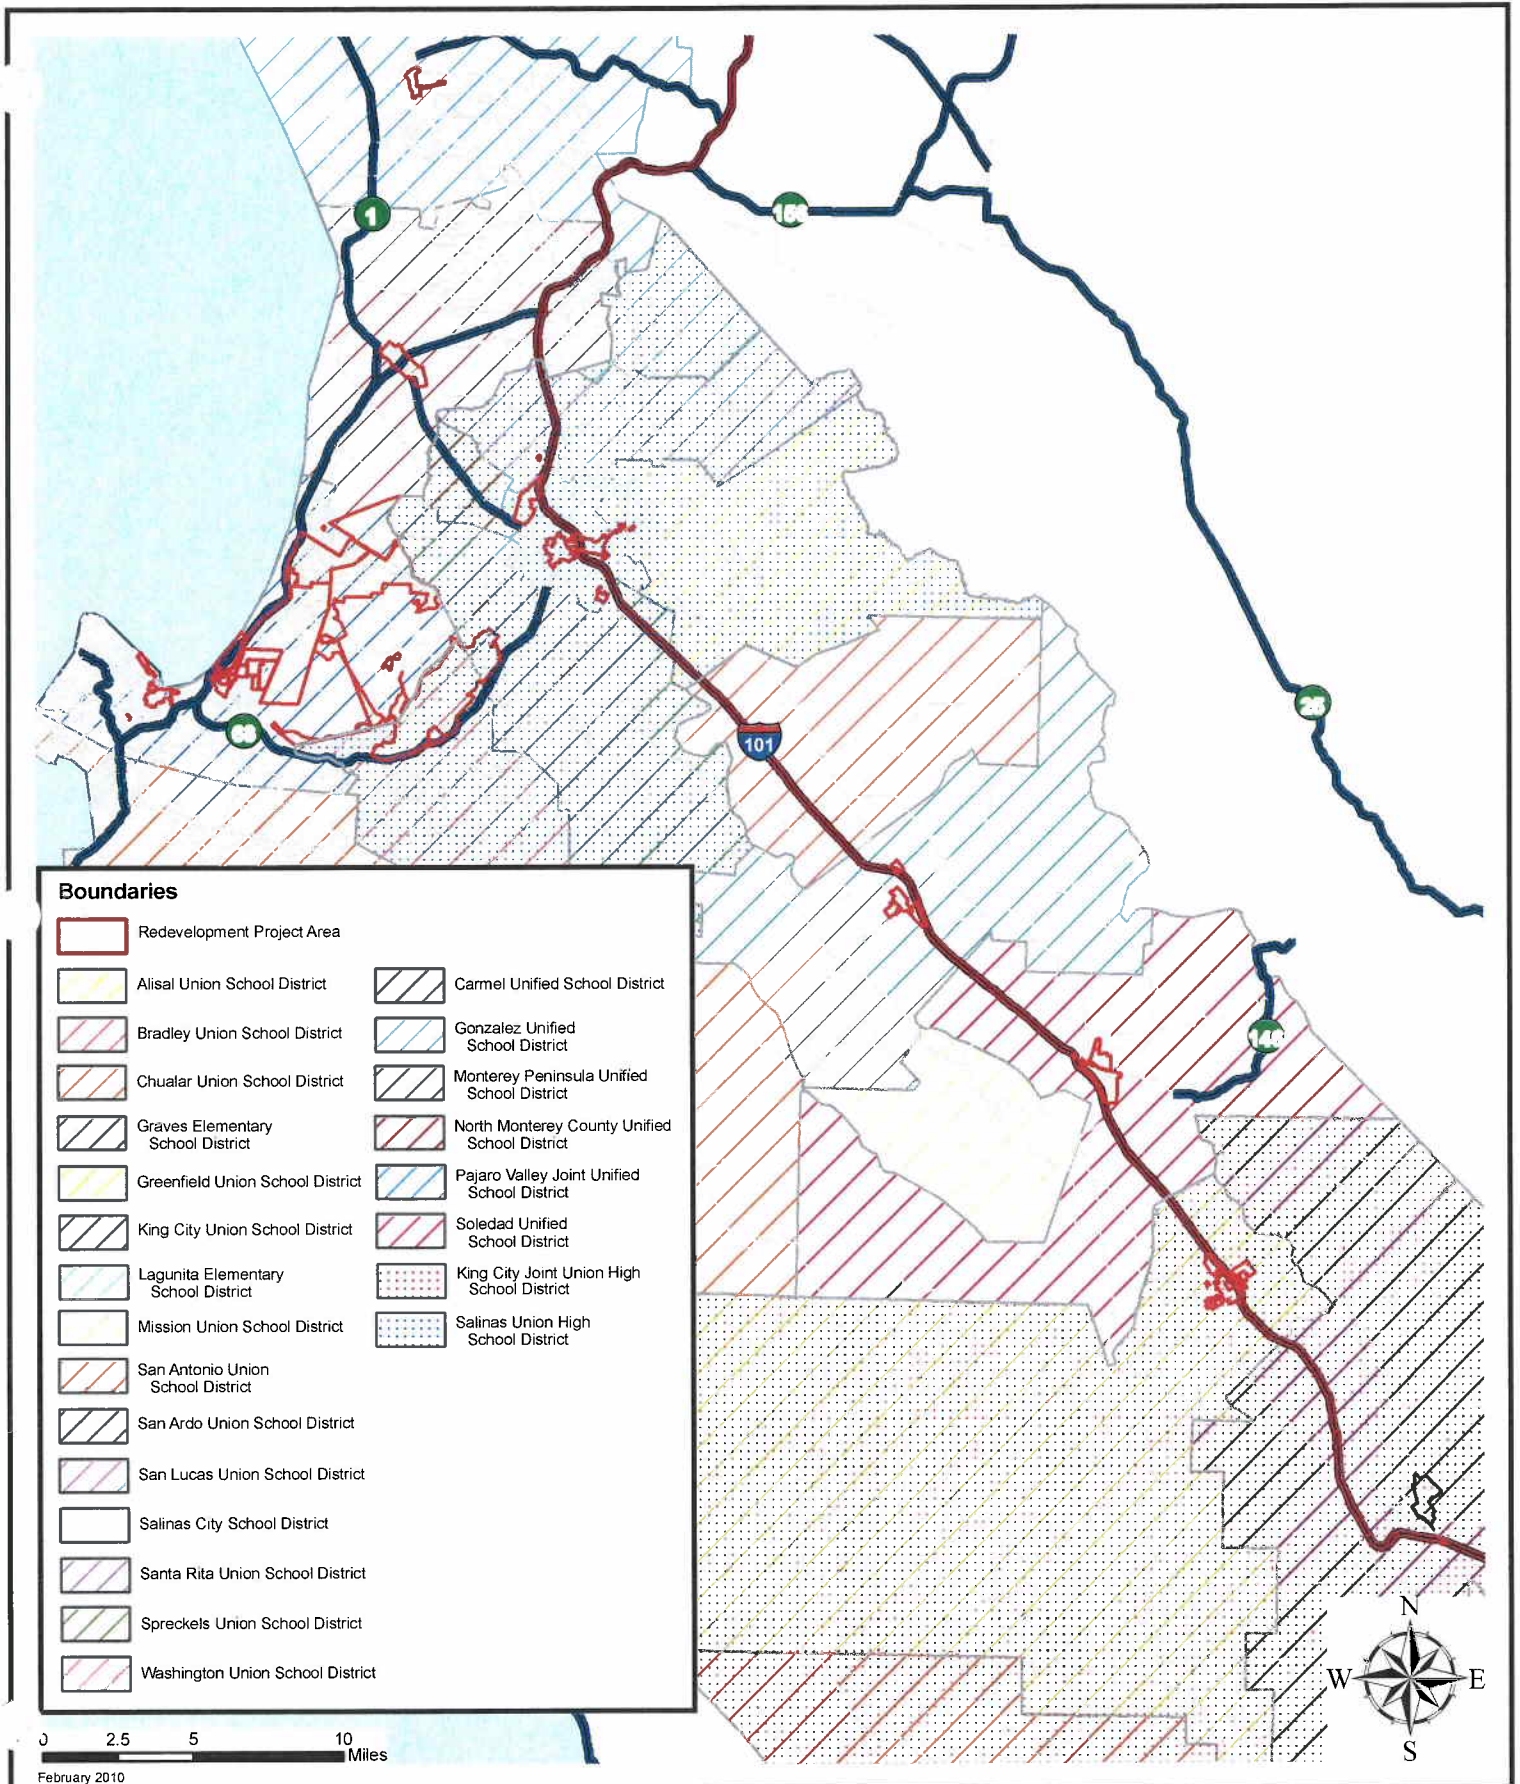 1
101
25
Boundaries
Redevelopment Project Area
Alisal Union School District
Bradley Union School District
Chualar Union School District
Graves Elementary
School District
Greenfield Union School District
King City Union School District
Lagunita Elementary
School District
Mission Union School District
San Antonio Union
School District
San Ardo Union School District
San Lucas Union School District
Salinas City School District
Santa Rita Union School District
Spreckels Union School District
Washington Union School District
Carmel Unified School District
Gonzalez Unified
School District
Monterey Peninsula Unified
School District
North Monterey County Unified
School District
Pajaro Valley Joint Unified
School District
Soledad Unified
School District
King City Joint Union High
School District
Salinas Union High
School District
N
W
E
S
0 2.5 5 10
Miles
February 2010